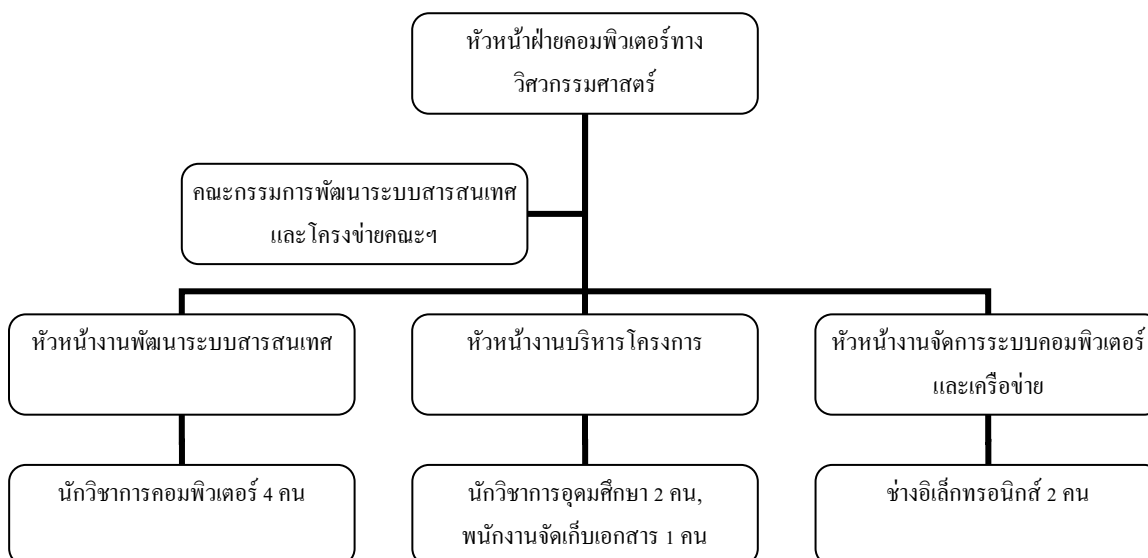 หัวหน้าฝ่ายคอมพิวเตอร์ทาง
วิศวกรรมศาสตร์
คณะกรรมการพัฒนาระบบสารสนเทศ
และโครงข่ายคณะฯ
หัวหน้างานพัฒนาระบบสารสนเทศ
หัวหน้างานบริหารโครงการ
หัวหน้างานจัดการระบบคอมพิวเตอร์
และเครือข่าย
นักวิชาการคอมพิวเตอร์ 4 คน
นักวิชาการอุดมศึกษา 2 คน,
พนักงานจัดเก็บเอกสาร 1 คน
ช่างอิเล็กทรอนิกส์ 2 คน